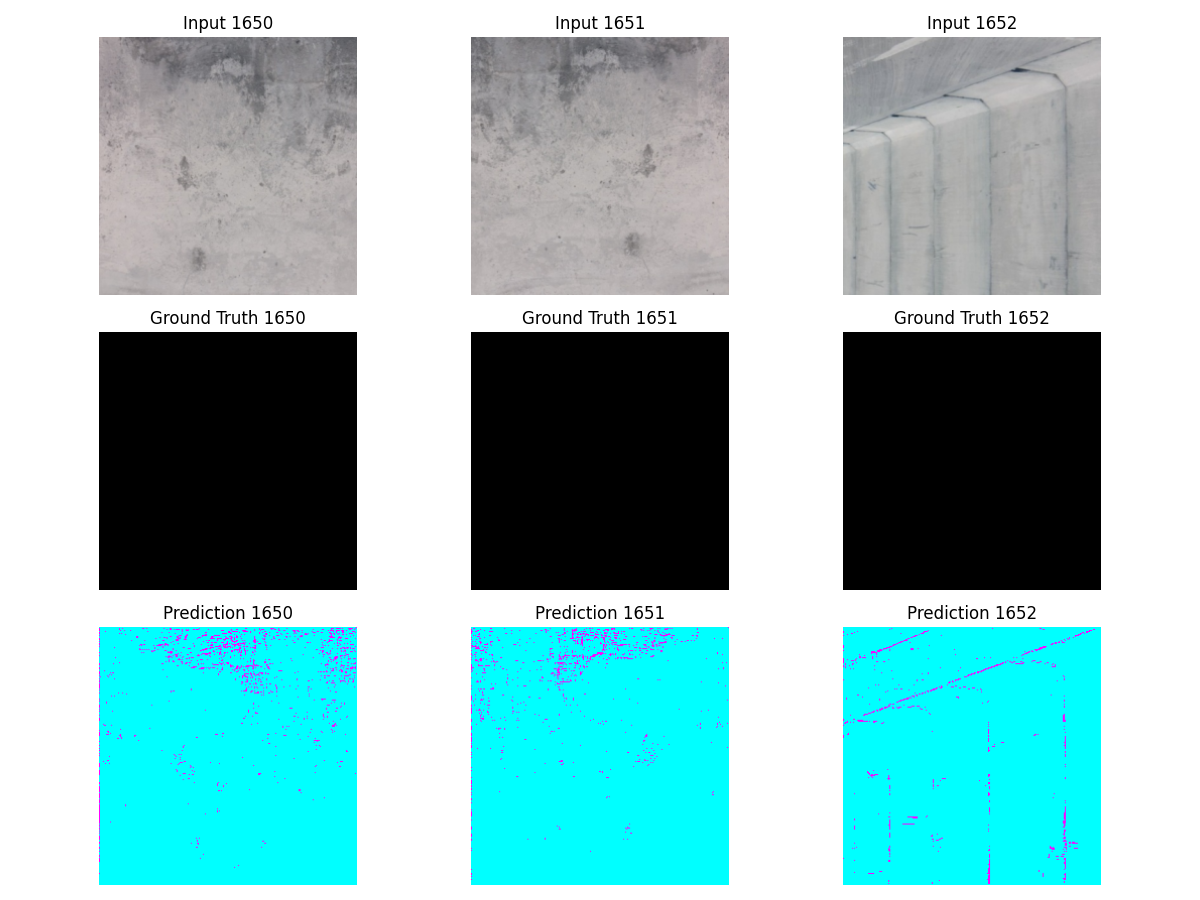 Input 1650
Input 1651
Input 1652
Ground Truth 1650
Ground Truth 1651
Ground Truth 1652
Prediction 1650
Prediction 1651
Prediction 1652